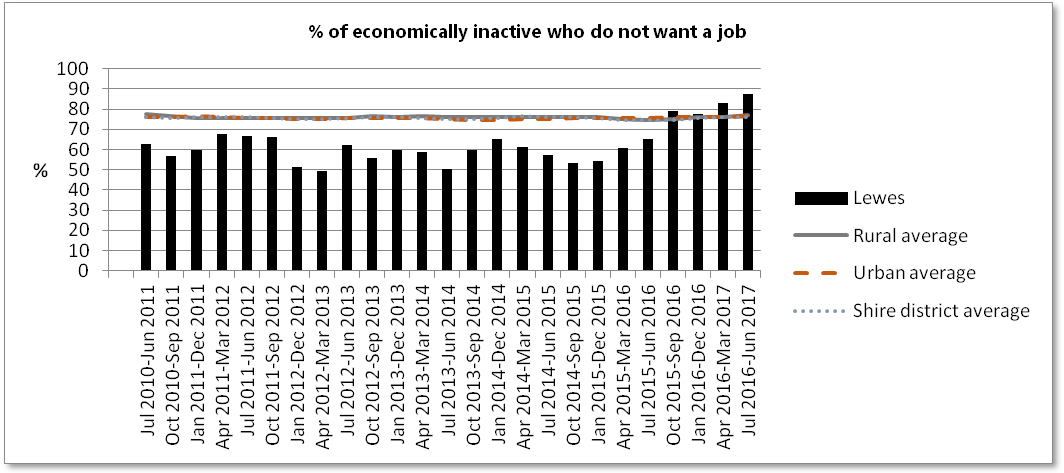 % of economically inactive who do not want a job
100
90
80
70
60
50
40
30
20
10
0
%
Jul 2010-Jun 2011
Oct 2010-Sep 2011
Jan 2011-Dec 2011
Apr 2011-Mar 2012
Jul 2011-Jun 2012
Oct 2011-Sep 2012
Jan 2012-Dec 2012
Apr 2012-Mar 2013
Jul 2012-Jun 2013
Oct 2012-Sep 2013
Jan 2013-Dec 2013
Apr 2013-Mar 2014
Jul 2013-Jun 2014
Oct 2013-Sep 2014
Jan 2014-Dec 2014
Apr 2014-Mar 2015
Jul 2014-Jun 2015
Oct 2014-Sep 2015
Jan 2015-Dec 2015
Apr 2015-Mar 2016
Jul 2015-Jun 2016
Oct 2015-Sep 2016
Jan 2016-Dec 2016
Apr 2016-Mar 2017
Jul 2016-Jun 2017
Lewes
Rural average
Urban average
Shire district average